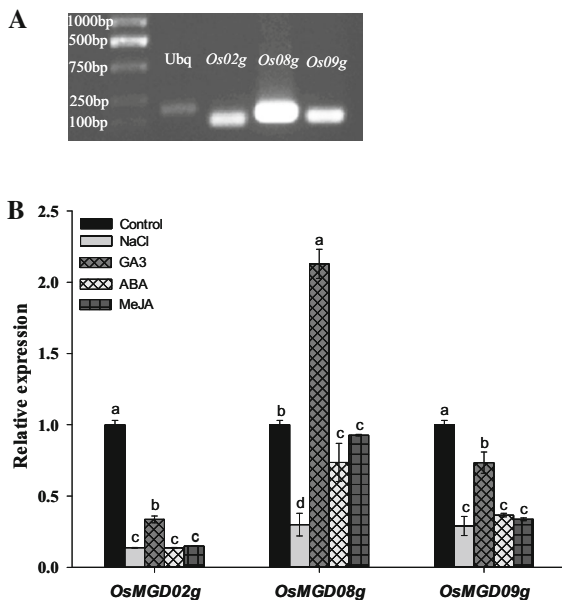 A
1000bp
500bp
750bp
250bp
100bp
Ubq Os02g Os08g Os09g
B
Relative expression
2.5
2.0
1.5
1.0
0.5
0.0
Control
NaCl
GA3
ABA
MeJA
a
c
b
c
c
b
d
a
c
c
a
c
b
c
c
OsMGD02g OsMGD08g OsMGD09g